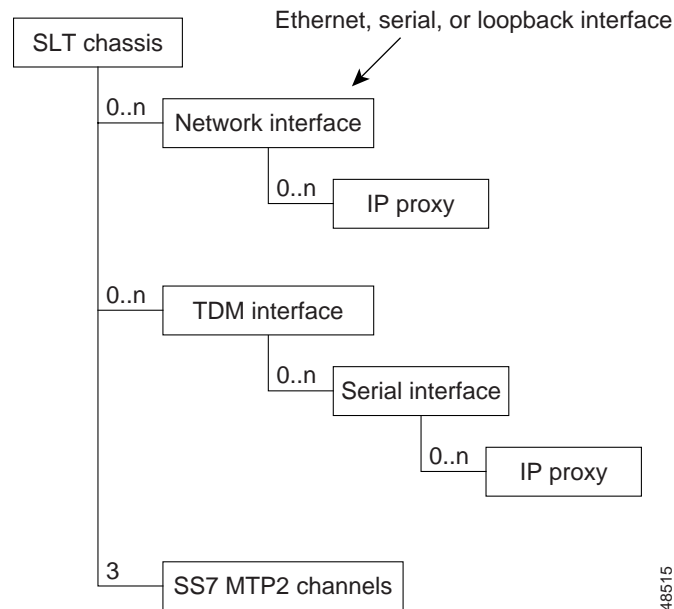 Ethernet, serial, or loopback interface
SLT chassis
0..n
Network interface
0..n
IP proxy
0..n
TDM interface
0..n
Serial interface
0..n
IP proxy
3
SS7 MTP2 channels
48515